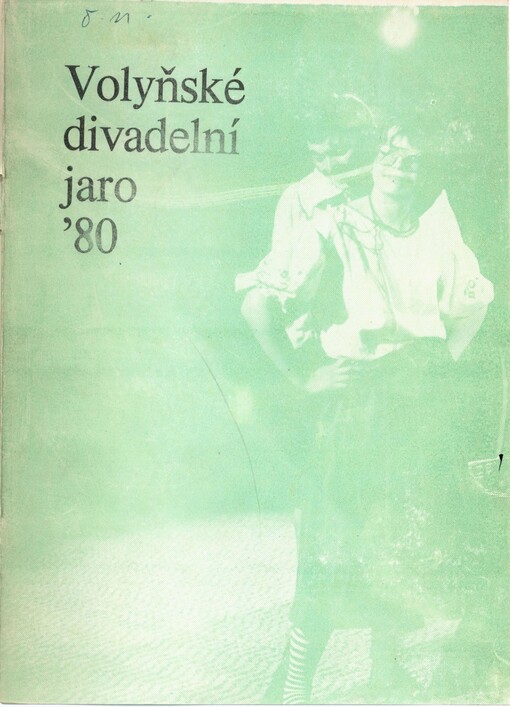 Volyňské
divadelní
jaro
’80